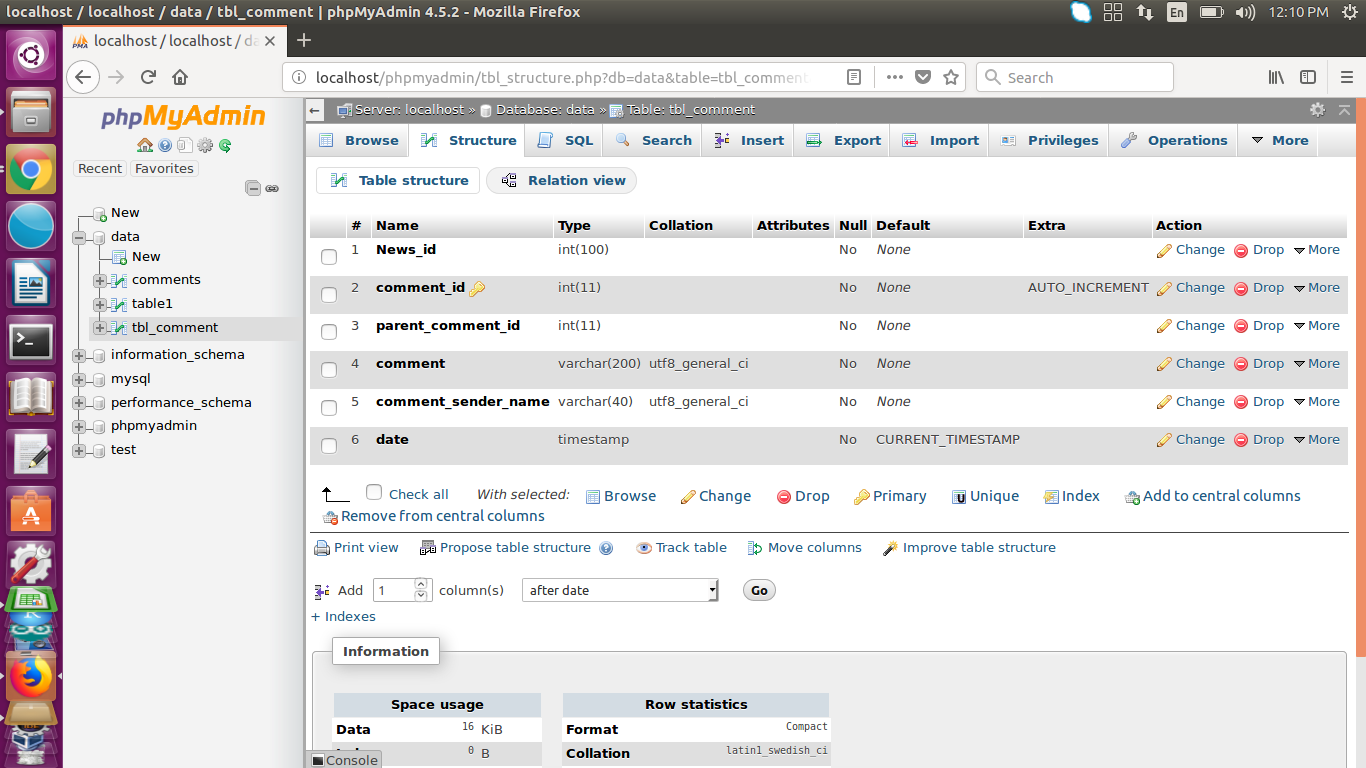 localhost / localhost / data / tbl_comment | phpMyAdmin 4.5.2 - Mozilla Firefox
En
12:10 PM
localhost / localhost / da
localhost/phpmyadmin/tbl_structure.php?db=data&table=tbl_comment
Search
phpMyAdmin
Recent
Favorites
New
data
New
comments
table1
tbl_comment
information_schema
mysql
performance_schema
phpmyadmin
test
Server: localhost » Database: data » Table: tbl_comment
Browse Structure SQL Search Insert Export Import Privileges Operations More
Table structure Relation view
# Name Type Collation Attributes Null Default Extra Action
1 News_id int(100) No None Change Drop More
2 comment_id int(11) No None AUTO_INCREMENT Change Drop More
3 parent_comment_id int(11) No None Change Drop More
4 comment varchar(200) utf8_general_ci No None Change Drop More
5 comment_sender_name varchar(40) utf8_general_ci No None Change Drop More
6 date timestamp No CURRENT_TIMESTAMP Change Drop More
Check all With selected: Browse Change Drop Primary Unique Index Add to central columns
Remove from central columns
Print view Propose table structure Track table Move columns Improve table structure
Add 1 column(s) after date Go
+ Indexes
Information
Space usage
Data 16 KiB
0 B
Row statistics
Format Compact
Collation latin1_swedish_ci
Console